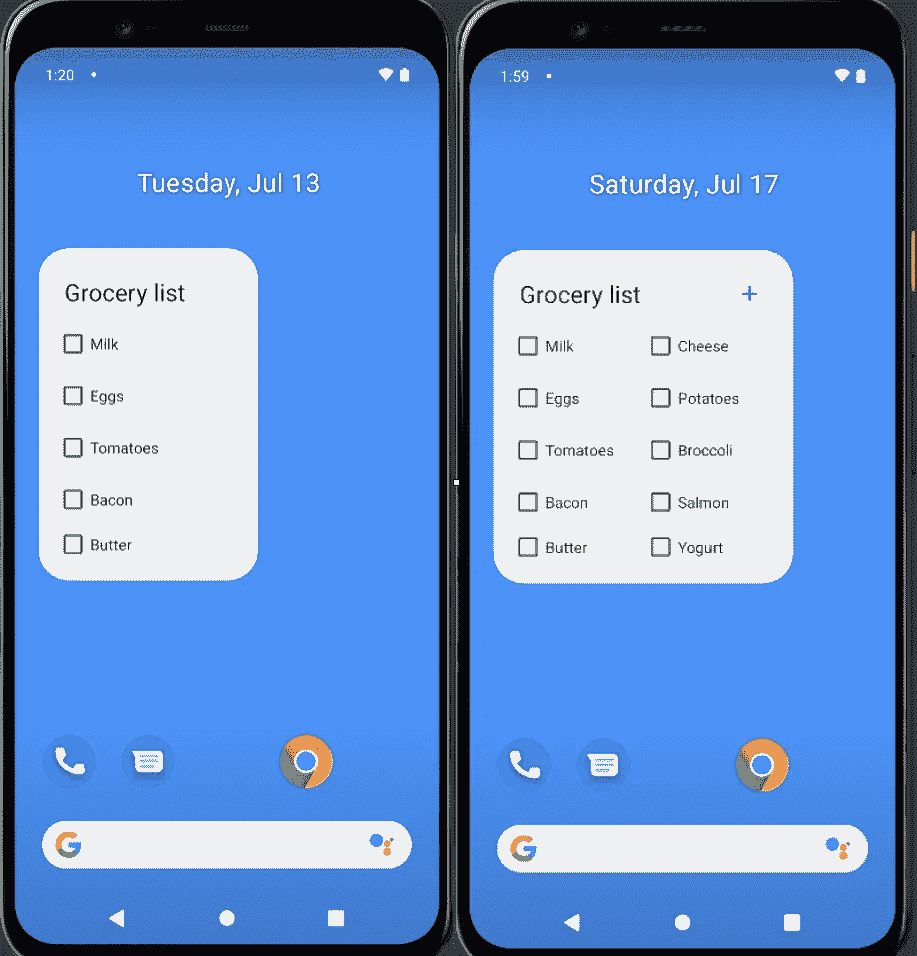 1:20
Tuesday, Jul 13
Grocery list
Milk
Eggs
Tomatoes
Bacon
Butter
G
1:59
Saturday, Jul 17
Grocery list +
Milk Cheese
Eggs Potatoes
Tomatoes Broccoli
Bacon Salmon
Butter Yogurt
G